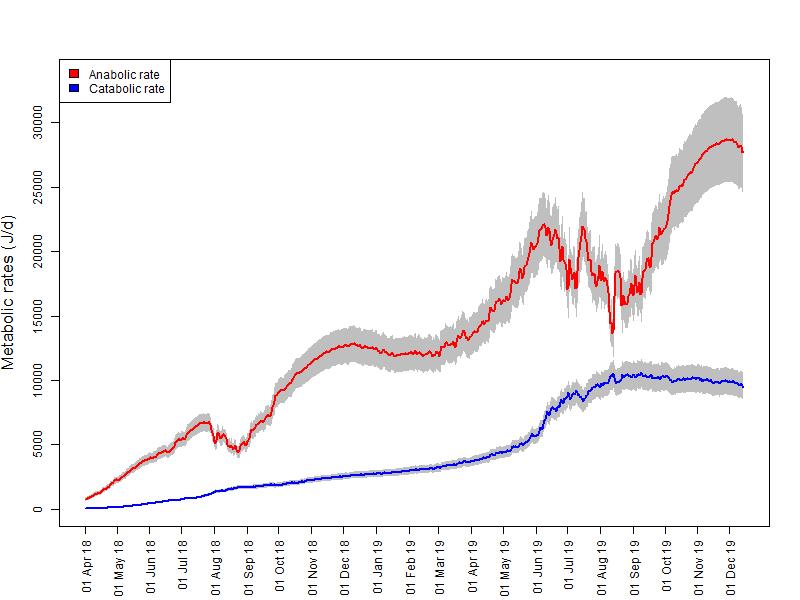 Anabolic rate
Catabolic rate
Metabolic rates (J/d)
30000
25000
20000
15000
10000
5000
0
01 Apr 18
01 May 18
01 Jun 18
01 Jul 18
01 Aug 18
01 Sep 18
01 Oct 18
01 Nov 18
01 Dec 18
01 Jan 19
01 Feb 19
01 Mar 19
01 Apr 19
01 May 19
01 Jun 19
01 Jul 19
01 Aug 19
01 Sep 19
01 Oct 19
01 Nov 19
01 Dec 19